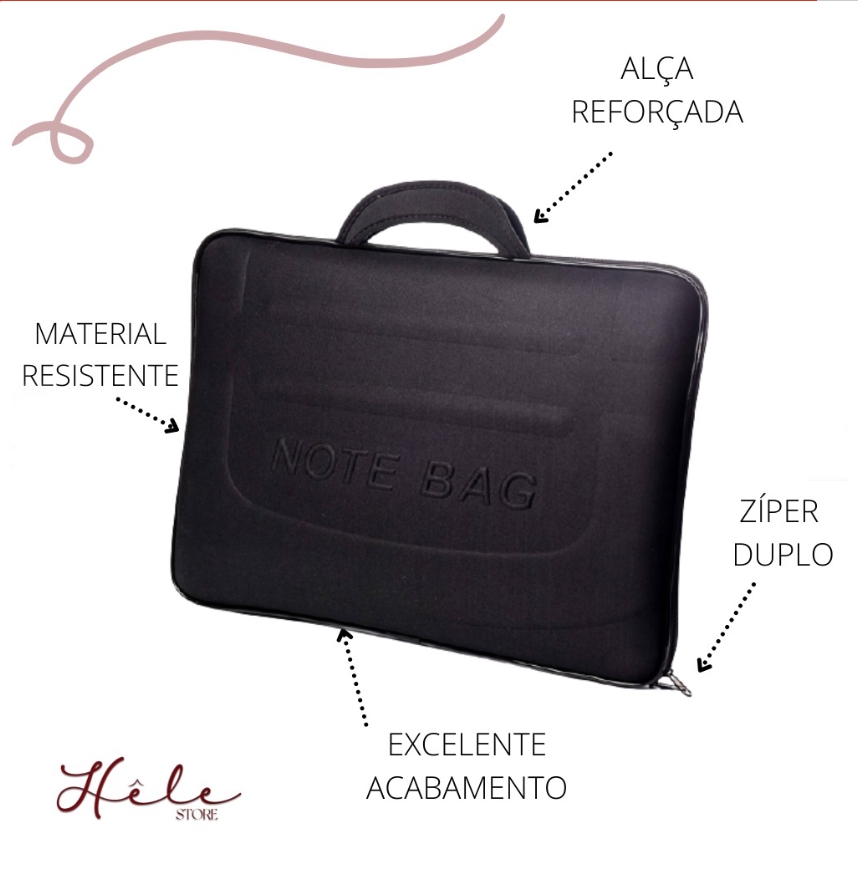 ALÇA
REFORÇADA
MATERIAL
RESISTENTE
NOTE BAG
ZÍPER
DUPLO
EXCELENTE
ACABAMENTO
Hêle
STORE